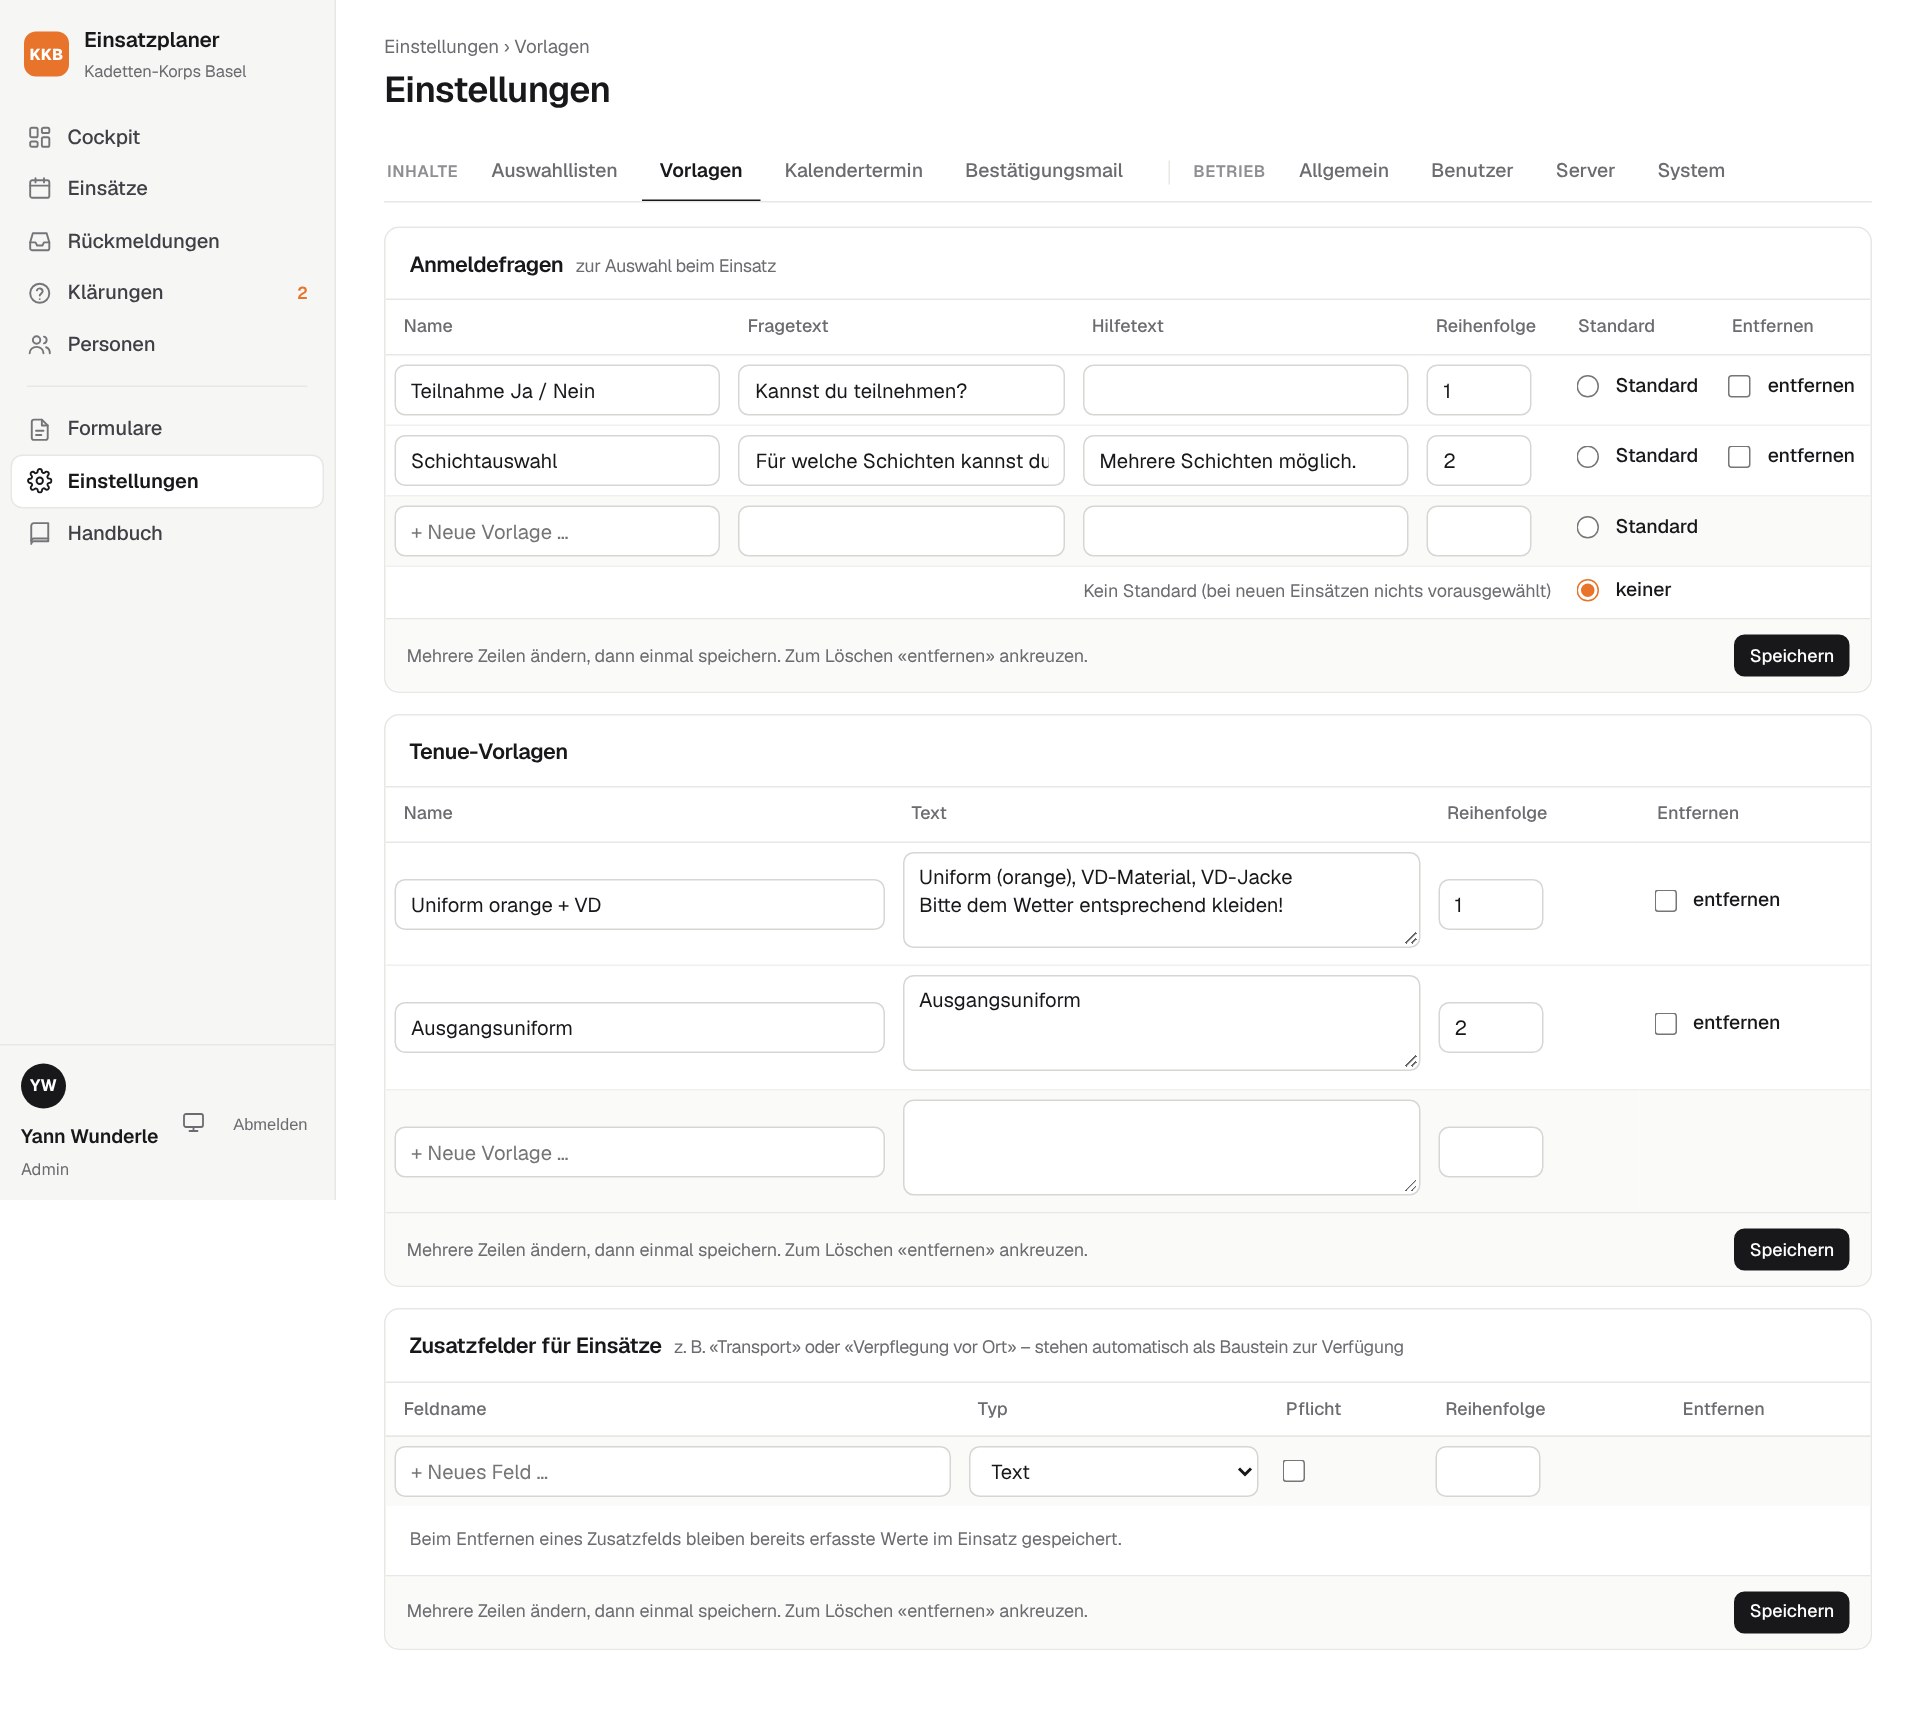 KKB
Einsatzplaner
Kadetten-Korps Basel
Cockpit
Einsätze
Rückmeldungen
Klärungen 2
Personen
Formulare
Einstellungen
Handbuch
YW
Yann Wunderle
Admin
Abmelden
Einstellungen › Vorlagen
Einstellungen
INHALTE Auswahllisten Vorlagen Kalendertermin Bestätigungsmail BETRIEB Allgemein Benutzer Server System
Anmeldefragen zur Auswahl beim Einsatz
Name Fragetext Hilfetext Reihenfolge Standard Entfernen
Teilnahme Ja / Nein Kannst du teilnehmen? 1 Standard entfernen
Schichtauswahl Für welche Schichten kannst du Mehrere Schichten möglich. 2 Standard entfernen
+ Neue Vorlage ... Standard
Kein Standard (bei neuen Einsätzen nichts vorausgewählt) keiner
Mehrere Zeilen ändern, dann einmal speichern. Zum Löschen «entfernen» ankreuzen. Speichern
Tenue-Vorlagen
Name Text Reihenfolge Entfernen
Uniform orange + VD
Uniform (orange), VD-Material, VD-Jacke
Bitte dem Wetter entsprechend kleiden!
1 entfernen
Ausgangsuniform Ausgangsuniform 2 entfernen
+ Neue Vorlage ...
Mehrere Zeilen ändern, dann einmal speichern. Zum Löschen «entfernen» ankreuzen. Speichern
Zusatzfelder für Einsätze z. B. «Transport» oder «Verpflegung vor Ort» – stehen automatisch als Baustein zur Verfügung
Feldname Typ Pflicht Reihenfolge Entfernen
+ Neues Feld ... Text
Beim Entfernen eines Zusatzfelds bleiben bereits erfasste Werte im Einsatz gespeichert.
Mehrere Zeilen ändern, dann einmal speichern. Zum Löschen «entfernen» ankreuzen. Speichern